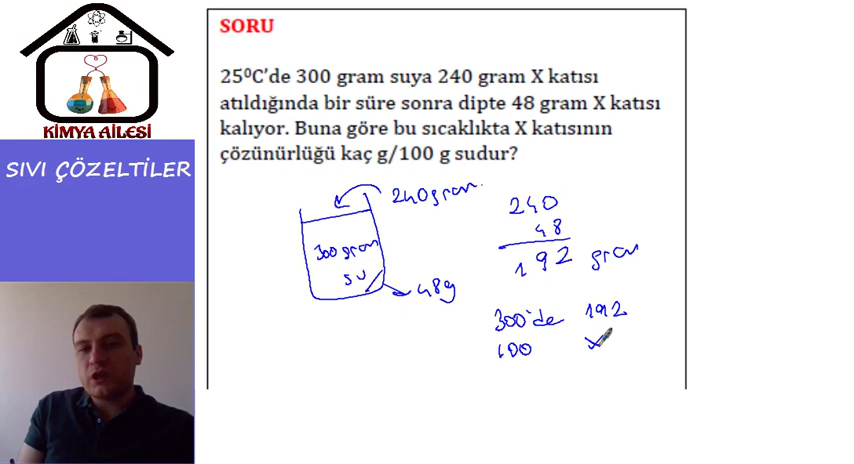 SORU
25⁰C'de 300 gram suya 240 gram X katısı
atıldığında bir süre sonra dipte 48 gram X katısı
kalıyor. Buna göre bu sıcaklıkta X katısının
çözünürlüğü kaç g/100 g sudur?
KİMYA AİLESİ
SIVI ÇÖZELTİLER
240 gram.
300 gram
su
48g
240
48
192 gram
300'de 192
100 x